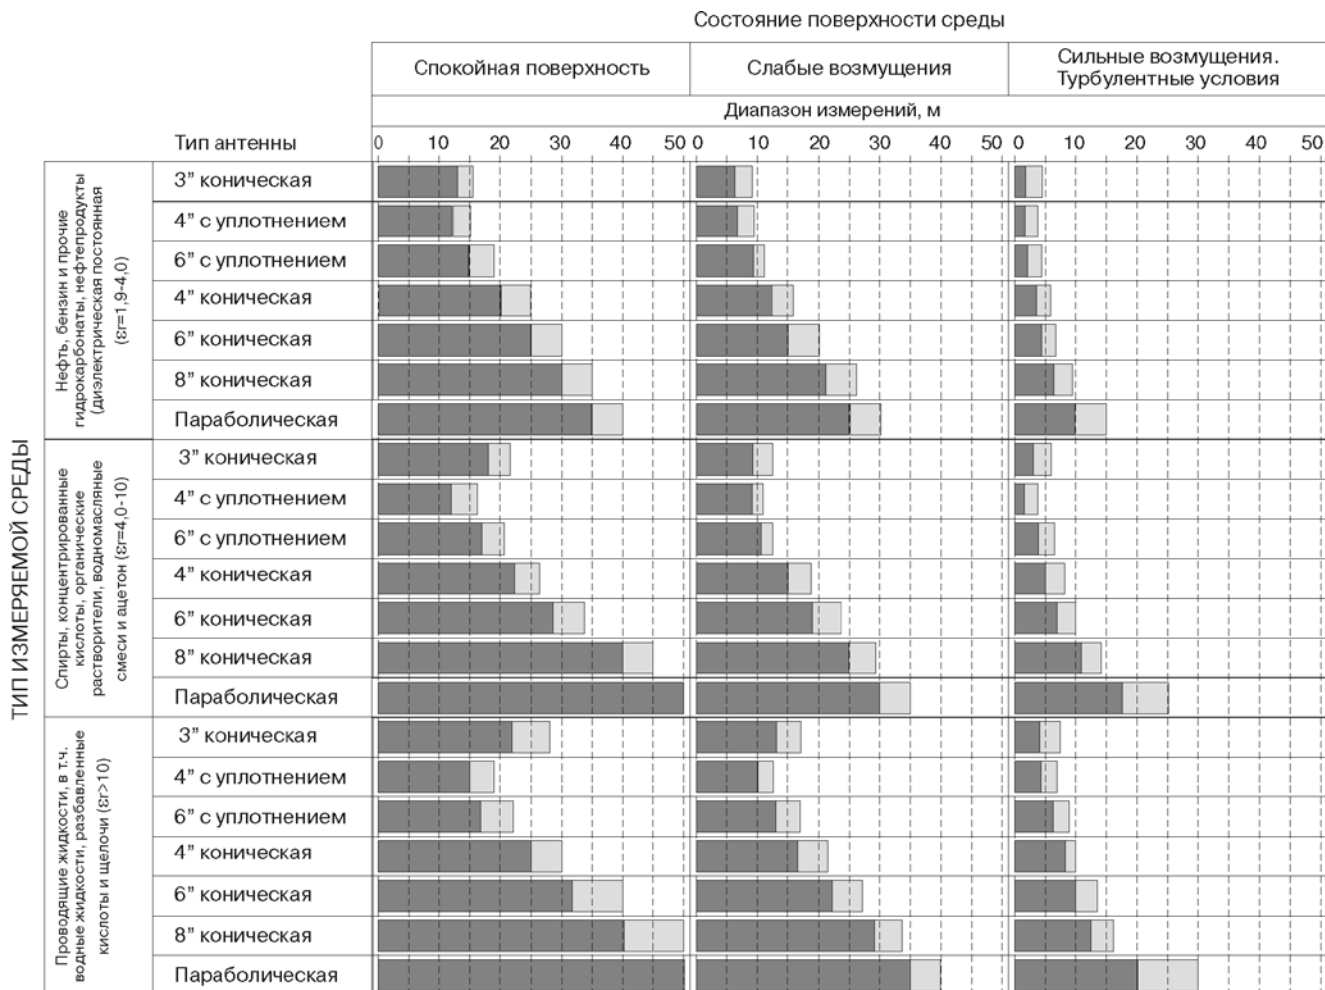 Состояние поверхности среды
Спокойная поверхность
Слабые возмущения
Сильные возмущения.
Турбулентные условия
Диапазон измерений, м
Тип антенны
0 10 20 30 40 50 0 10 20 30 40 50 0 10 20 30 40 50
ТИП ИЗМЕРЯЕМОЙ СРЕДЫ
Нефть, бензин и прочие
гидрокарбонаты, нефтепродукты
(диэлектрическая постоянная
(εr=1,9-4,0)
3” коническая
4” с уплотнением
6” с уплотнением
4” коническая
6” коническая
8” коническая
Параболическая
Спирты, концентрированные
кислоты, органические
растворители, водномасляные
смеси и ацетон (εr=4,0-10)
3” коническая
4” с уплотнением
6” с уплотнением
4” коническая
6” коническая
8” коническая
Параболическая
Проводящие жидкости, в т.ч.
водные жидкости, разбавленные
кислоты и щелочи (εr>10)
3” коническая
4” с уплотнением
6” с уплотнением
4” коническая
6” коническая
8” коническая
Параболическая